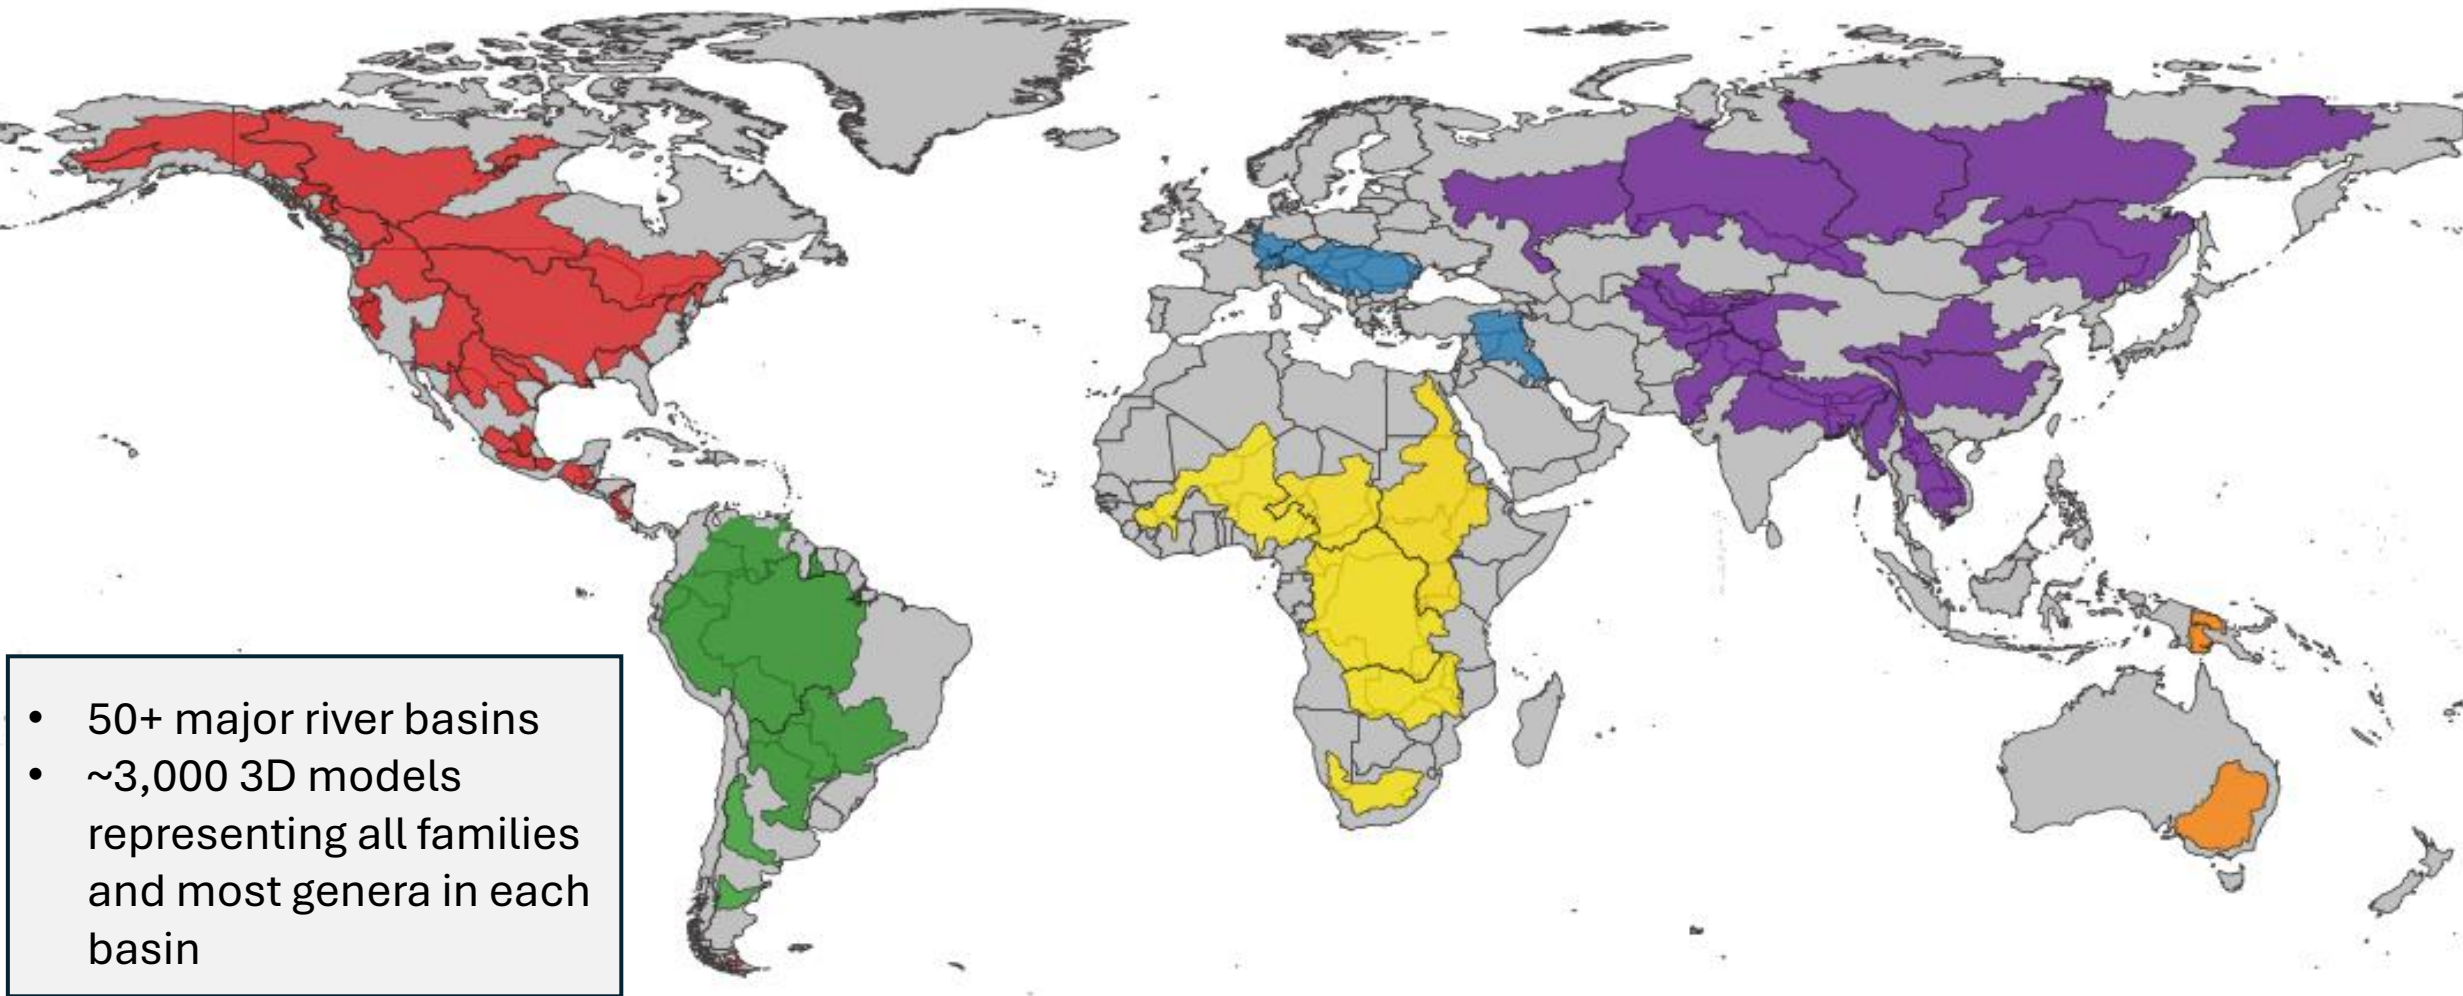 • 50+ major river basins
• ~3,000 3D models
representing all families
and most genera in each
basin